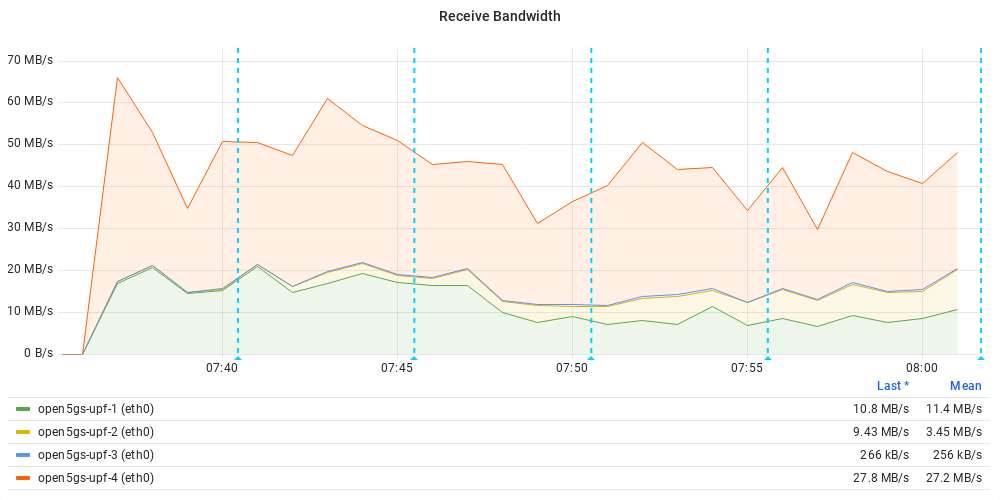 Receive Bandwidth
70 MB/s
60 MB/s
50 MB/s
40 MB/s
30 MB/s
20 MB/s
10 MB/s
0 B/s
07:40 07:45 07:50 07:55 08:00
Last * Mean
open5gs-upf-1 (eth0) 10.8 MB/s 11.4 MB/s
open5gs-upf-2 (eth0) 9.43 MB/s 3.45 MB/s
open5gs-upf-3 (eth0) 266 kB/s 256 kB/s
open5gs-upf-4 (eth0) 27.8 MB/s 27.2 MB/s